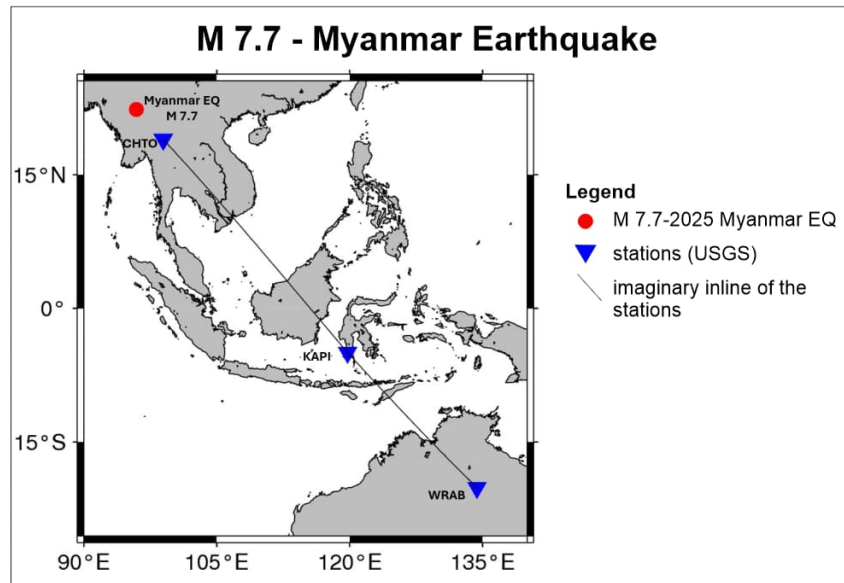 M 7.7 - Myanmar Earthquake
Myanmar EQ
M 7.7
CHTO
15°N
0°
KAPI
15°S
WRAB
90°E
105°E
120°E
135°E
Legend
M 7.7-2025 Myanmar EQ
stations (USGS)
imaginary inline of the
stations